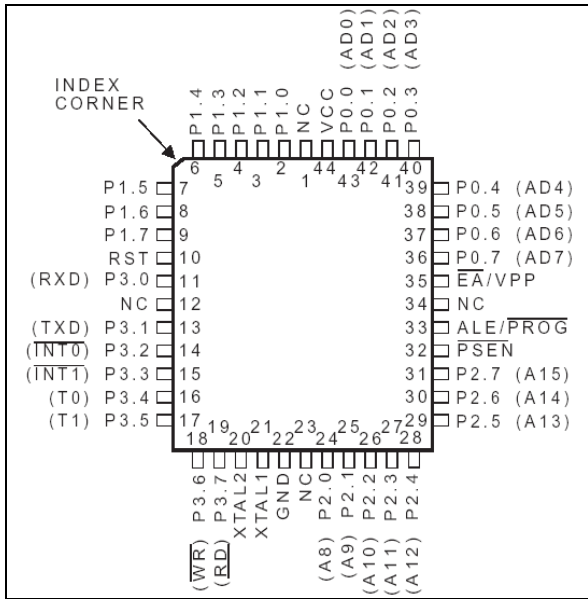 INDEX
CORNER
P1.4
P1.3
P1.2
P1.1
P1.0
NC
VCC
P0.0 (AD0)
P0.1 (AD1)
P0.2 (AD2)
P0.3 (AD3)
6
5
4
3
2
1
44
43
42
41
40
P1.5 7
P1.6 8
P1.7 9
RST 10
(RXD) P3.0 11
NC 12
(TXD) P3.1 13
(INT0) P3.2 14
(INT1) P3.3 15
(T0) P3.4 16
(T1) P3.5 17
39 P0.4 (AD4)
38 P0.5 (AD5)
37 P0.6 (AD6)
36 P0.7 (AD7)
35 EA/VPP
34 NC
33 ALE/PROG
32 PSEN
31 P2.7 (A15)
30 P2.6 (A14)
29 P2.5 (A13)
18
19
20
21
22
23
24
25
26
27
28
(WR) P3.6
(RD) P3.7
XTAL2
XTAL1
GND
NC
(A8) P2.0
(A9) P2.1
(A10) P2.2
(A11) P2.3
(A12) P2.4